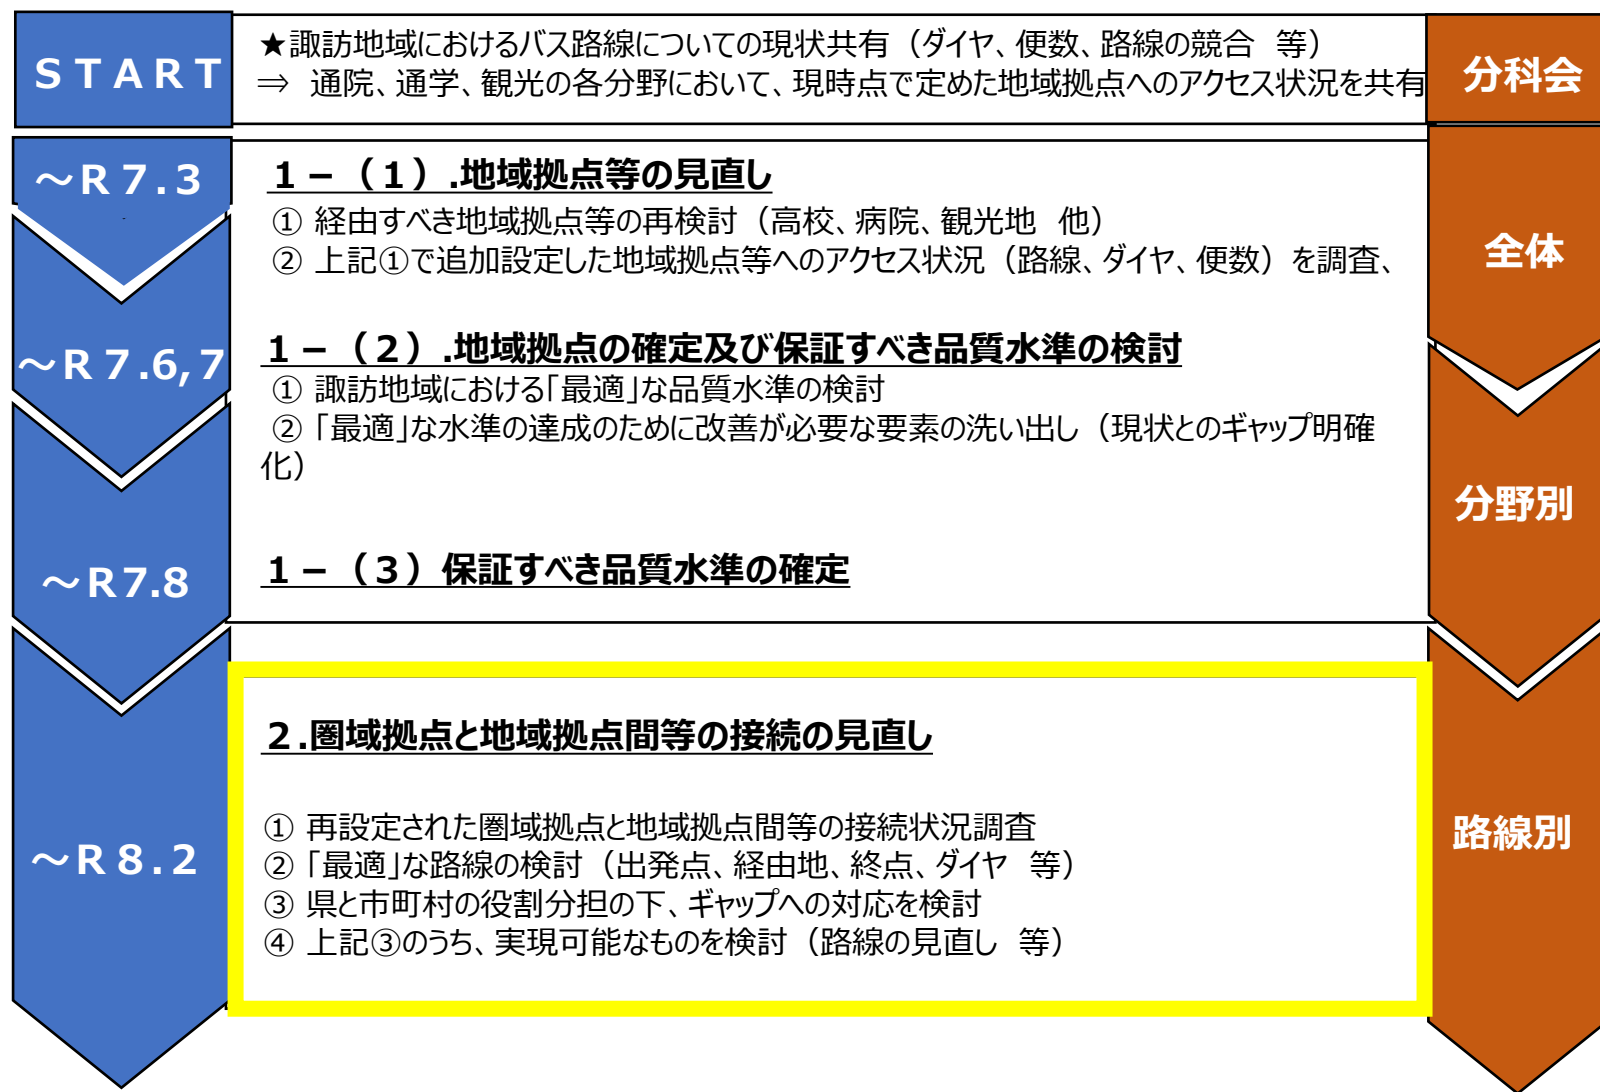 START
★諏訪地域におけるバス路線についての現状共有（ダイヤ、便数、路線の競合　等）
⇒　通院、通学、観光の各分野において、現時点で定めた地域拠点へのアクセス状況を共有
分科会
～R７.３
１－（１）.地域拠点等の見直し
① 経由すべき地域拠点等の再検討（高校、病院、観光地　他）
② 上記①で追加設定した地域拠点等へのアクセス状況（路線、ダイヤ、便数）を調査、
全体
～R７.6,7
１－（２）.地域拠点の確定及び保証すべき品質水準の検討
① 諏訪地域における「最適」な品質水準の検討
② 「最適」な水準の達成のために改善が必要な要素の洗い出し（現状とのギャップ明確
化）
分野別
～R7.8
１－（３）保証すべき品質水準の確定
２.圏域拠点と地域拠点間等の接続の見直し
① 再設定された圏域拠点と地域拠点間等の接続状況調査
② 「最適」な路線の検討（出発点、経由地、終点、ダイヤ　等）
③ 県と市町村の役割分担の下、ギャップへの対応を検討
④ 上記③のうち、実現可能なものを検討（路線の見直し　等）
～R８.２
路線別